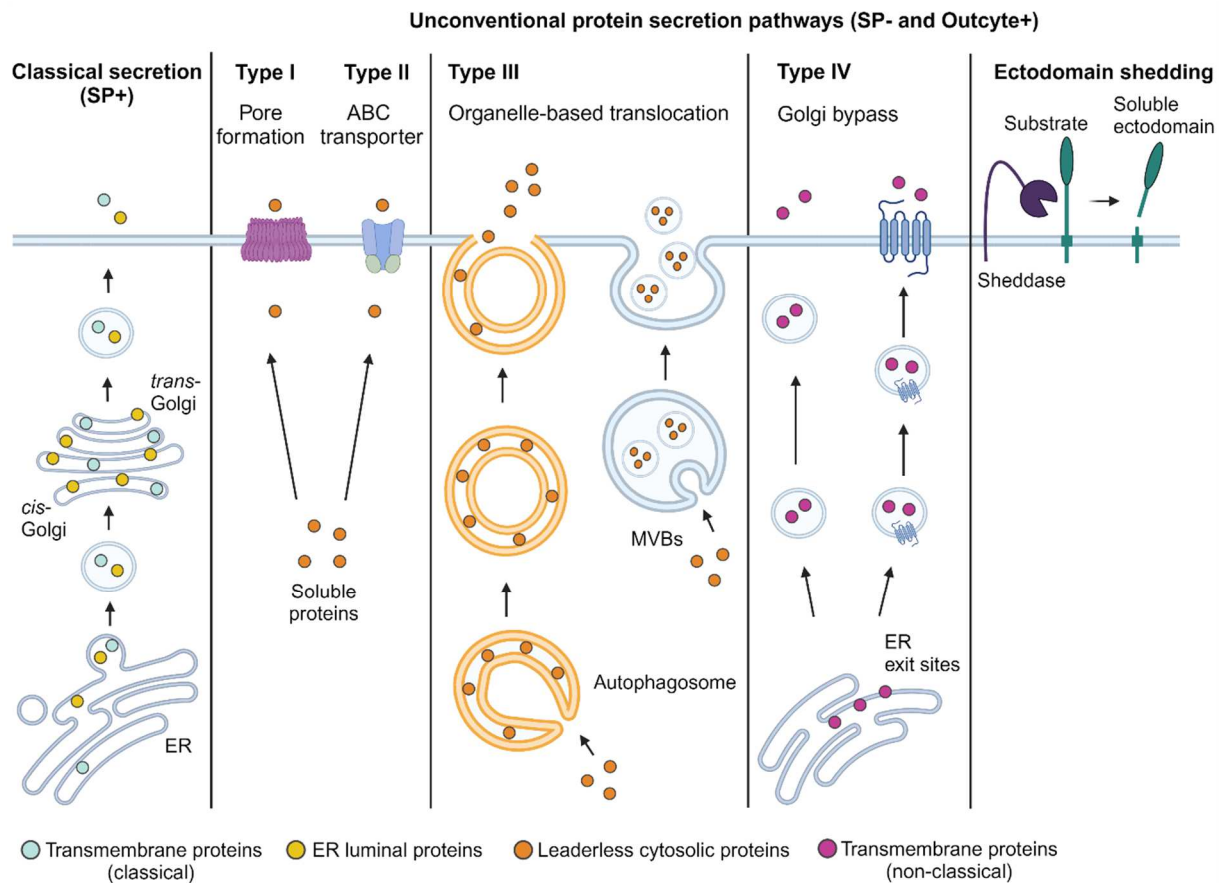 Unconventional protein secretion pathways (SP- and Outcyte+)
Classical secretion
(SP+)
Type I
Pore
formation
Type II
ABC
transporter
Type III
Organelle-based translocation
Type IV
Golgi bypass
Ectodomain shedding
Substrate
Soluble
ectodomain
Sheddase
trans-
Golgi
cis-
Golgi
ER
Soluble
proteins
MVBs
Autophagosome
ER
exit sites
Transmembrane proteins
(classical)
ER luminal proteins
Leaderless cytosolic proteins
Transmembrane proteins
(non-classical)